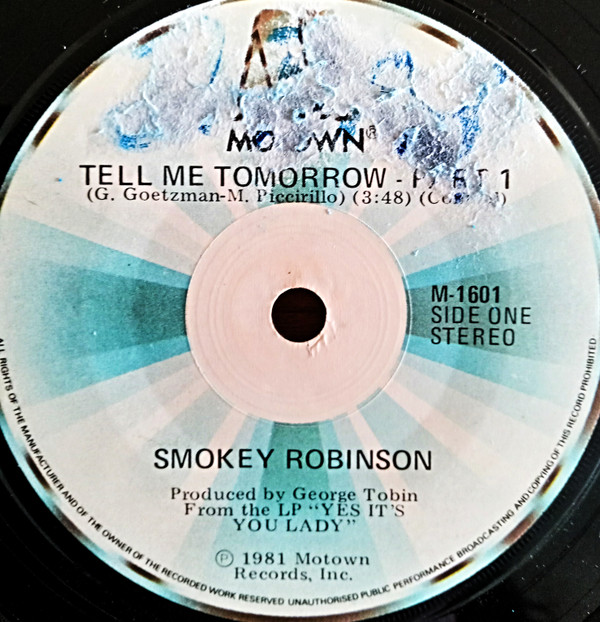 MOTOWN®
TELL ME TOMORROW - PART 1
(G. Goetzman-M. Piccirillo) (3:48)
M-1601
SIDE ONE
STEREO
SMOKEY ROBINSON
Produced by George Tobin
From the LP "YES IT'S
YOU LADY"
Ⓟ 1981 Motown
Records, Inc.
ALL RIGHTS OF THE MANUFACTURER AND OF THE OWNER OF THE RECORDED WORK RESERVED UNAUTHORISED PUBLIC PERFORMANCE BROADCASTING AND COPYING OF THIS RECORD PROHIBITED